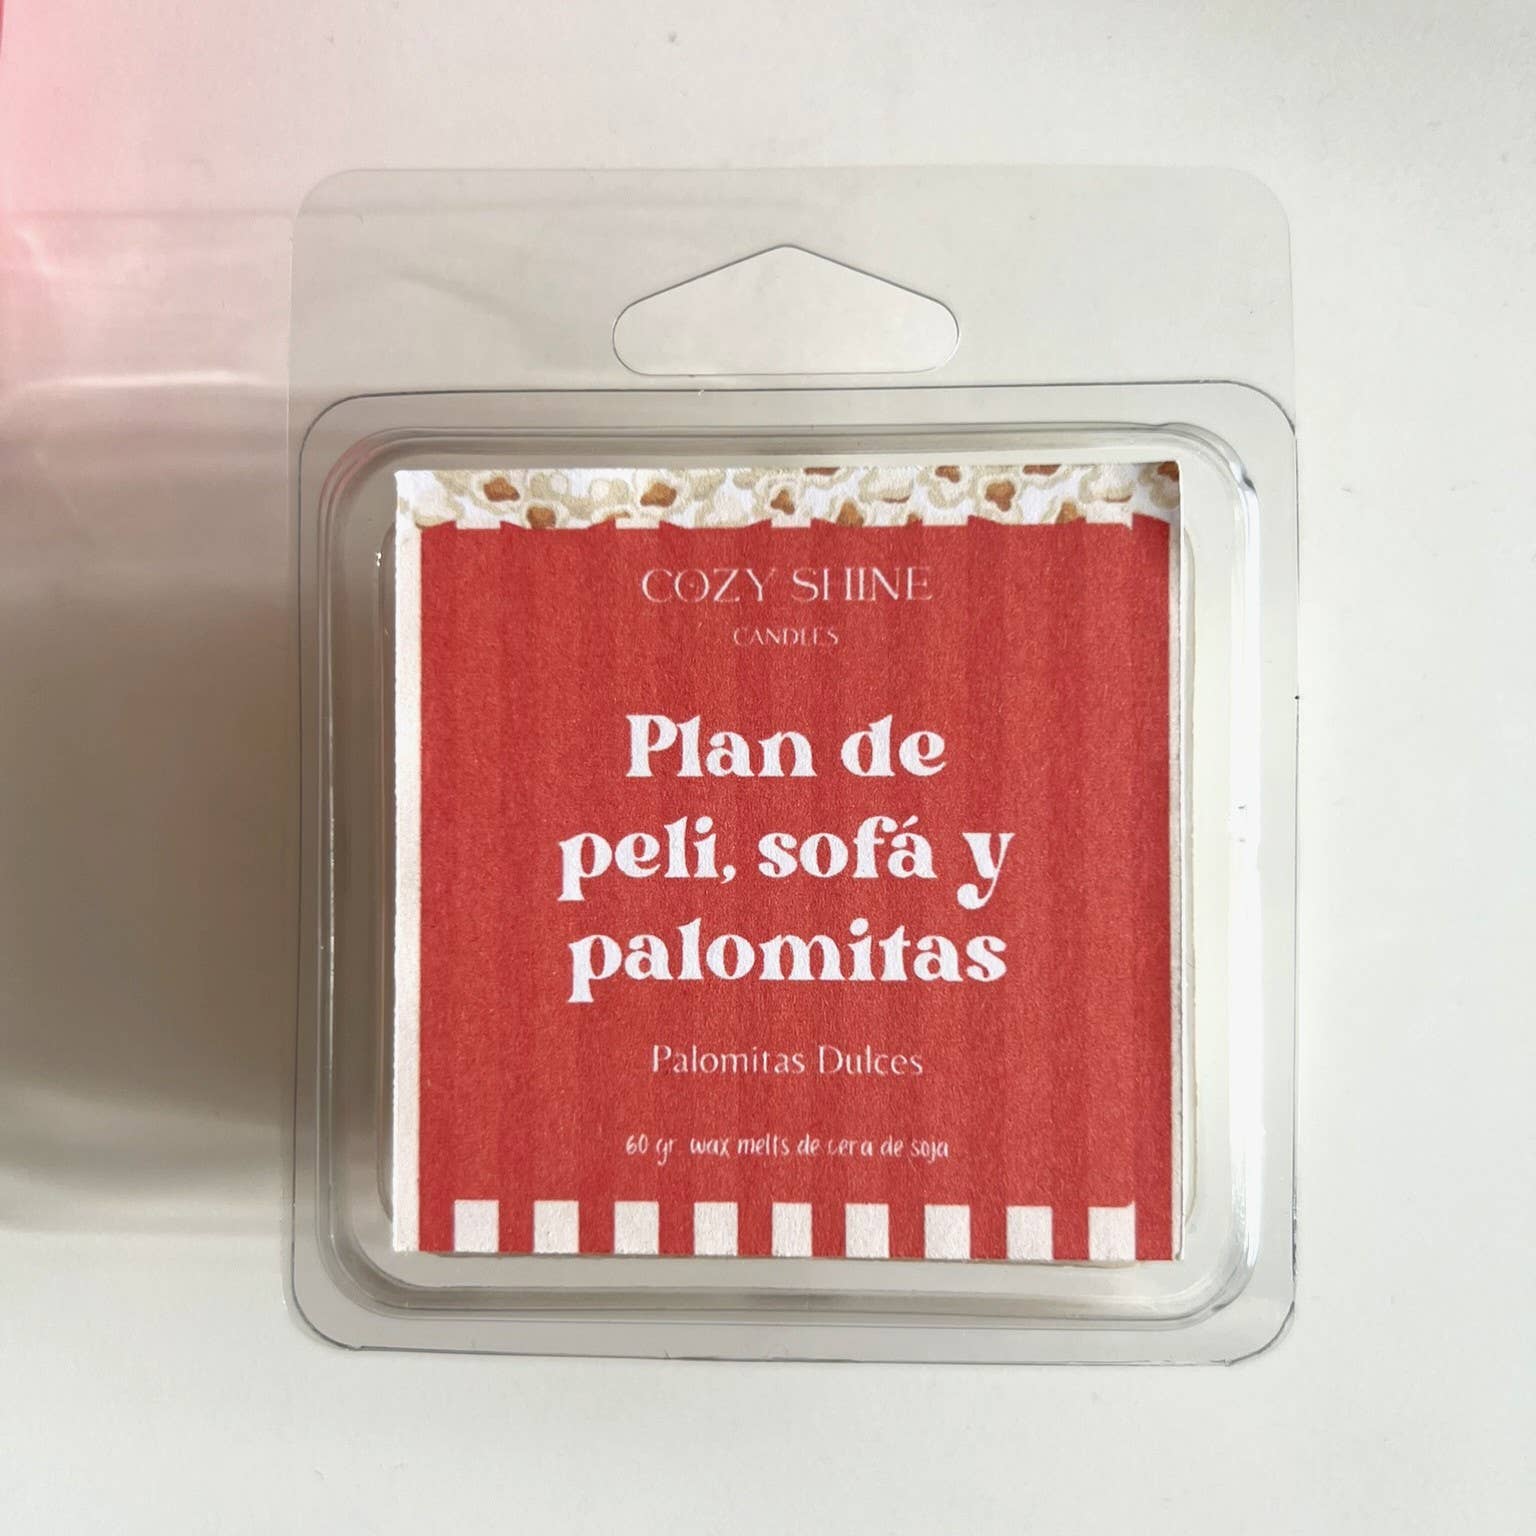 COZY SHINE
CANDLES
Plan de
peli, sofá y
palomitas
Palomitas Dulces
60 gr wax melts de cera de soja